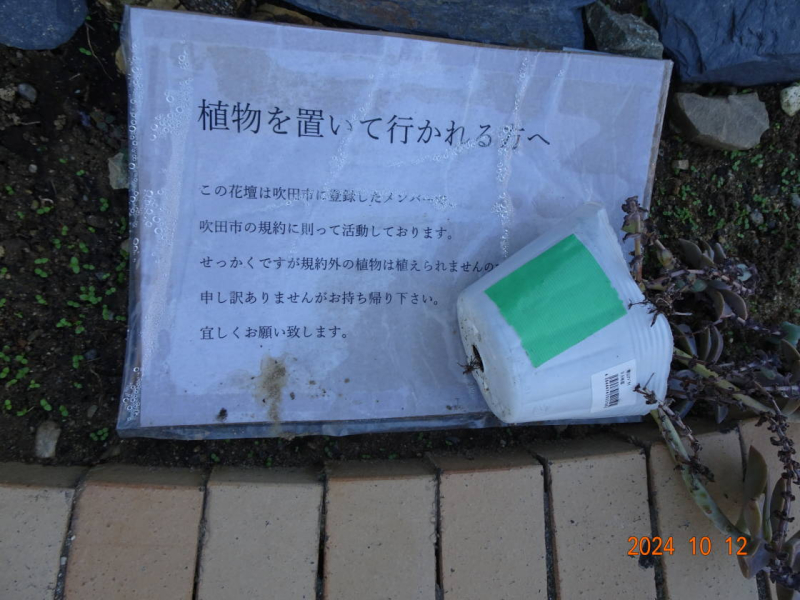 植物を置いて行かれる方へ
この花壇は吹田市に登録したメンバーで、
吹田市の規約に則って活動しております。
せっかくですが規約外の植物は植えられませんの
申し訳ありませんがお持ち帰り下さい。
宜しくお願い致します。
2024 10 12